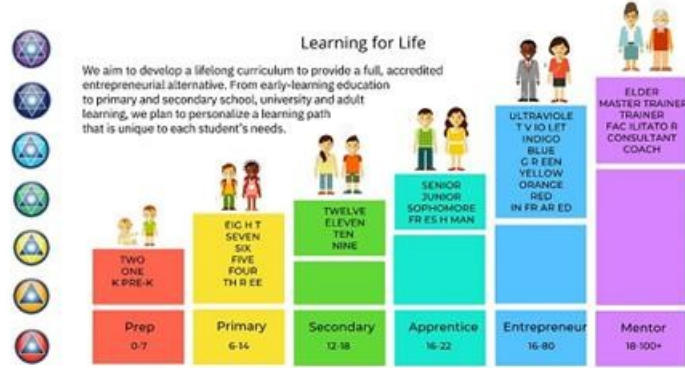 Learning for Life
We aim to develop a lifelong curriculum to provide a full, accredited
entrepreneurial alternative. From early-learning education
to primary and secondary school, university and adult
learning, we plan to personalize a learning path
that is unique to each student's needs.
TWO
ONE
K PRE-K
Prep
0-7
EIG H T
SEVEN
SIX
FIVE
FOUR
TH R EE
Primary
6-14
TWELVE
ELEVEN
TEN
NINE
Secondary
12-18
SENIOR
JUNIOR
SOPHOMORE
FR ES H MAN
Apprentice
16-22
ULTRAVIOLE
T V IO LET
INDIGO
BLUE
G R EEN
YELLOW
ORANGE
RED
IN FR AR ED
Entrepreneur
16-80
ELDER
MASTER TRAINER
TRAINER
FAC ILITATO R
CONSULTANT
COACH
Mentor
18-100+